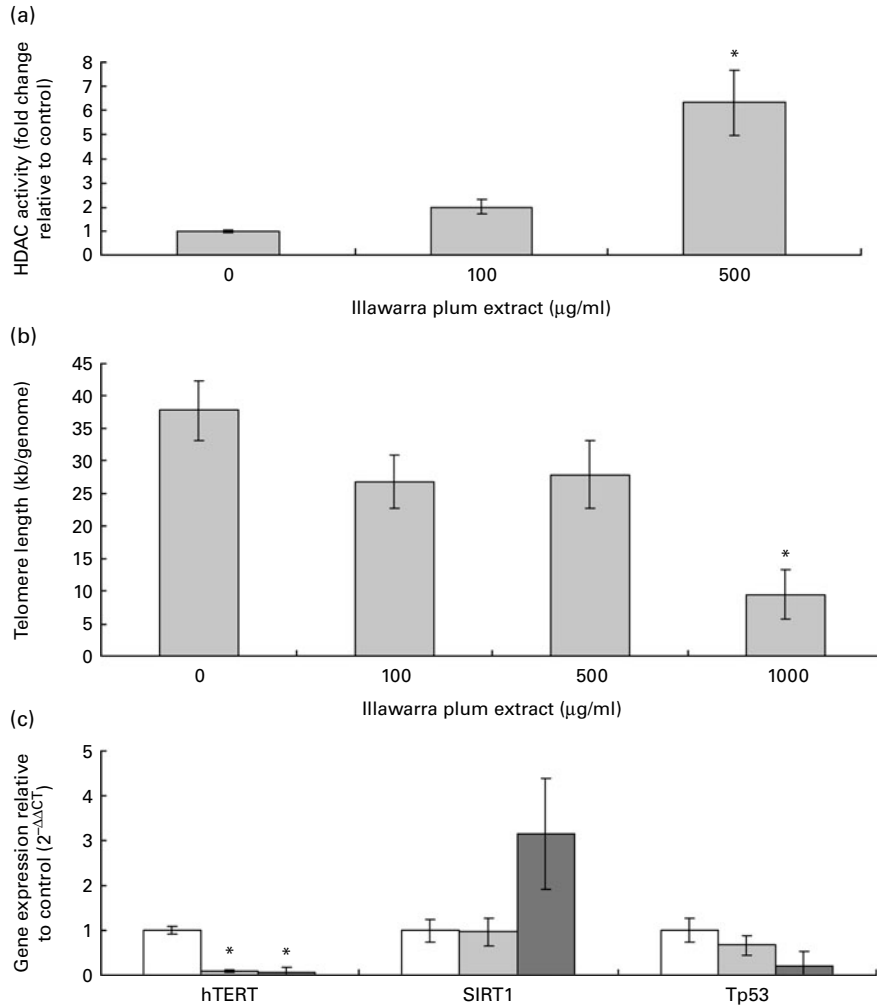 (a)
HDAC activity (fold change
relative to control)
8
7
6
5
4
3
2
1
0
*
0 100 500
Illawarra plum extract (μg/ml)
(b)
Telomere length (kb/genome)
45
40
35
30
25
20
15
10
5
0
*
0 100 500 1000
Illawarra plum extract (μg/ml)
(c)
Gene expression relative
to control (2⁻ΔΔCT)
5
4
3
2
1
0
* *
hTERT SIRT1 Tp53